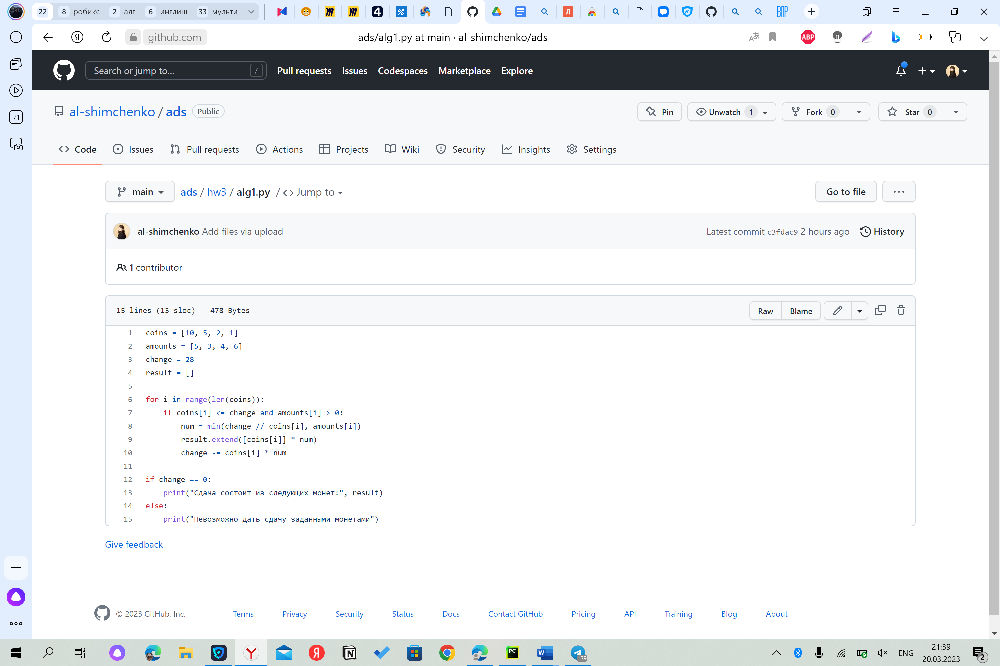 22 8 робикс 2 алг 6 инглиш 33 мульти
github.com ads/alg1.py at main · al-shimchenko/ads ABP
71
Search or jump to... / Pull requests Issues Codespaces Marketplace Explore
al-shimchenko / ads Public Pin Unwatch 1 Fork 0 Star 0
Code Issues Pull requests Actions Projects Wiki Security Insights Settings
main ads / hw3 / alg1.py / <> Jump to Go to file ...
al-shimchenko Add files via upload Latest commit c3fdac9 2 hours ago History
1 contributor
15 lines (13 sloc) 478 Bytes Raw Blame
1 coins = [10, 5, 2, 1]
2 amounts = [5, 3, 4, 6]
3 change = 28
4 result = []
5
6 for i in range(len(coins)):
7 if coins[i] <= change and amounts[i] > 0:
8 num = min(change // coins[i], amounts[i])
9 result.extend([coins[i]] * num)
10 change -= coins[i] * num
11
12 if change == 0:
13 print("Сдача состоит из следующих монет:", result)
14 else:
15 print("Невозможно дать сдачу заданными монетами")
Give feedback
© 2023 GitHub, Inc. Terms Privacy Security Status Docs Contact GitHub Pricing API Training Blog About
ENG 21:39
20.03.2023 2